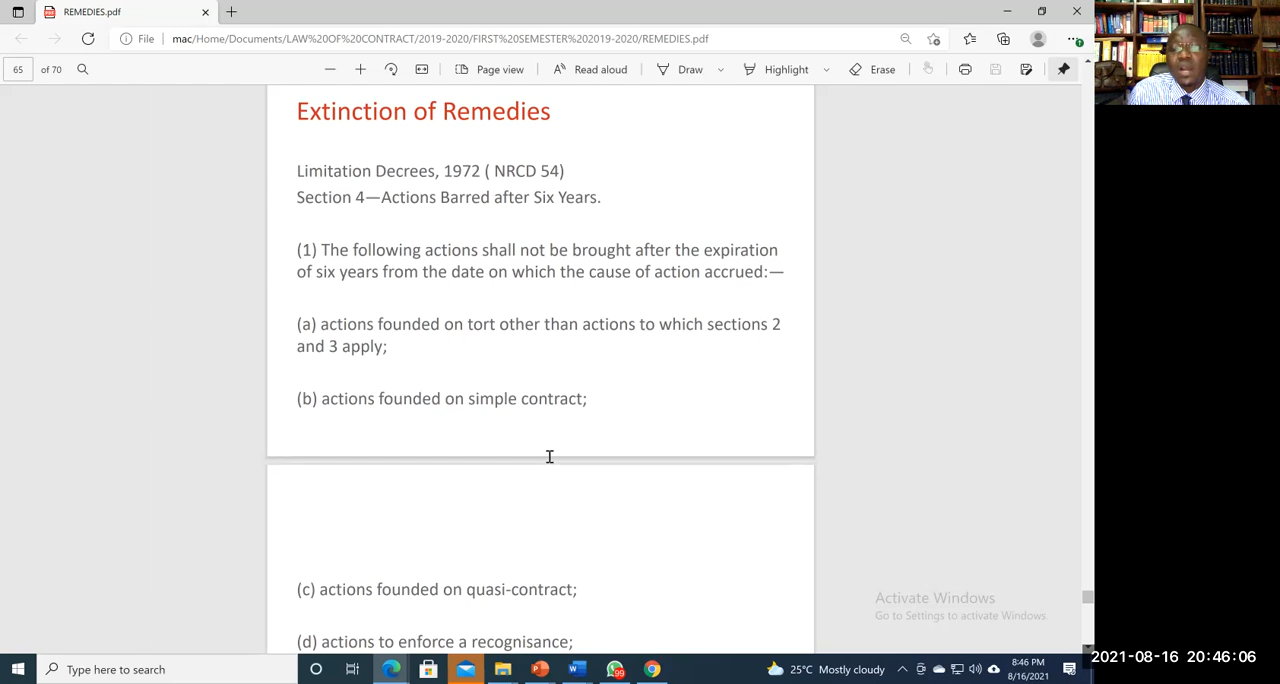 REMEDIES.pdf
File
mac/Home/Documents/LAW%20OF%20CONTRACT/2019-2020/FIRST%20SEMESTER%202019-2020/REMEDIES.pdf
65 of 70
Page view
Read aloud
Draw
Highlight
Erase
Extinction of Remedies
Limitation Decrees, 1972 ( NRCD 54)
Section 4—Actions Barred after Six Years.
(1) The following actions shall not be brought after the expiration
of six years from the date on which the cause of action accrued:—
(a) actions founded on tort other than actions to which sections 2
and 3 apply;
(b) actions founded on simple contract;
(c) actions founded on quasi-contract;
(d) actions to enforce a recognisance;
Activate Windows
Go to Settings to activate Windows.
Type here to search
99
25°C Mostly cloudy
8:46 PM
8/16/2021
2021-08-16 20:46:06